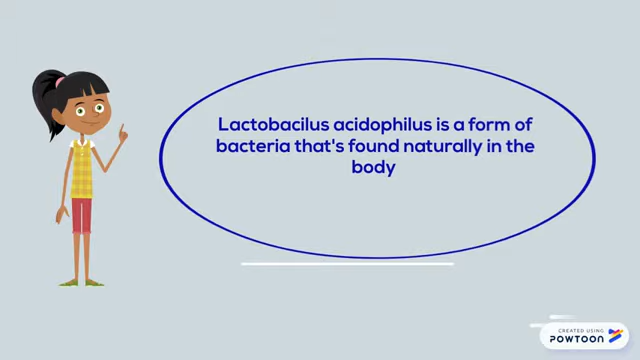 Lactobacilus acidophilus is a form of
bacteria that's found naturally in the
body
CREATED USING
POWTOON